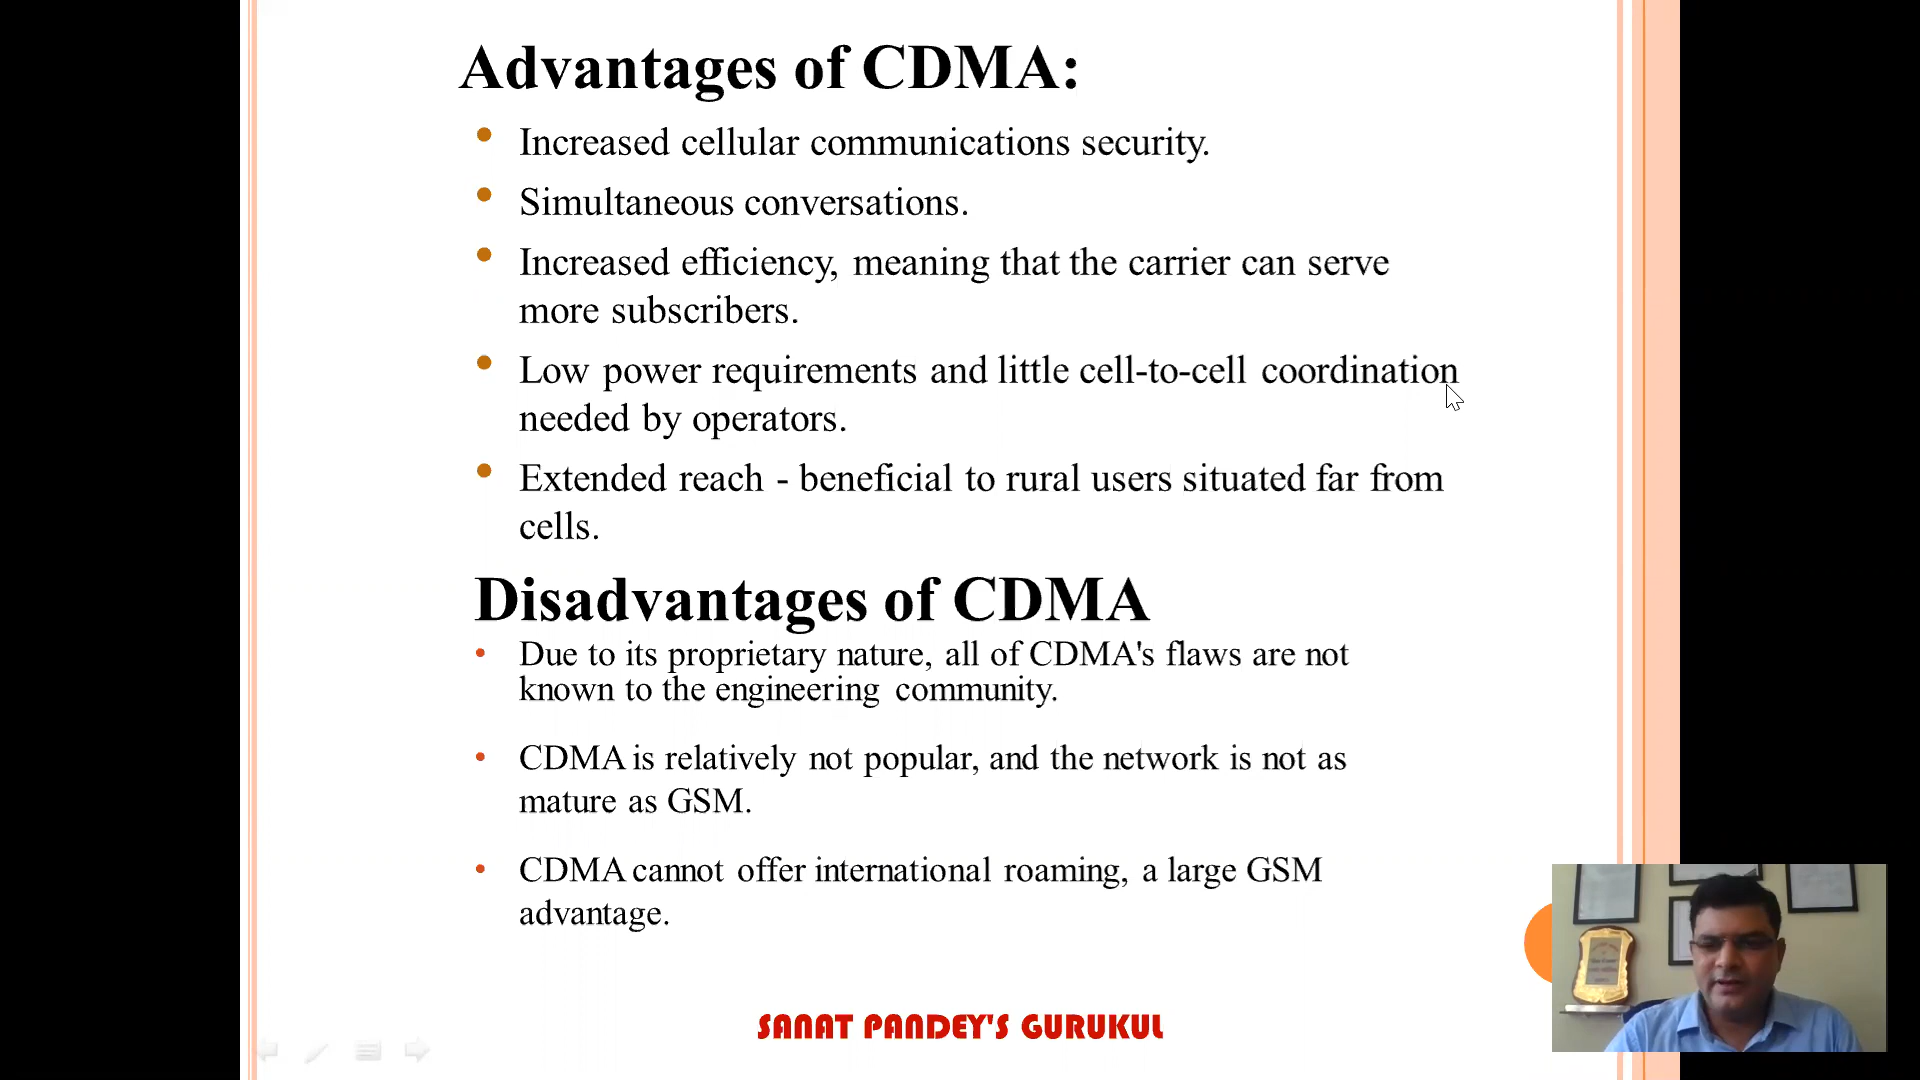 Advantages of CDMA:
• Increased cellular communications security.
• Simultaneous conversations.
• Increased efficiency, meaning that the carrier can serve
more subscribers.
• Low power requirements and little cell-to-cell coordination
needed by operators.
• Extended reach - beneficial to rural users situated far from
cells.
Disadvantages of CDMA
• Due to its proprietary nature, all of CDMA's flaws are not
known to the engineering community.
• CDMA is relatively not popular, and the network is not as
mature as GSM.
• CDMA cannot offer international roaming, a large GSM
advantage.
SANAT PANDEY'S GURUKUL